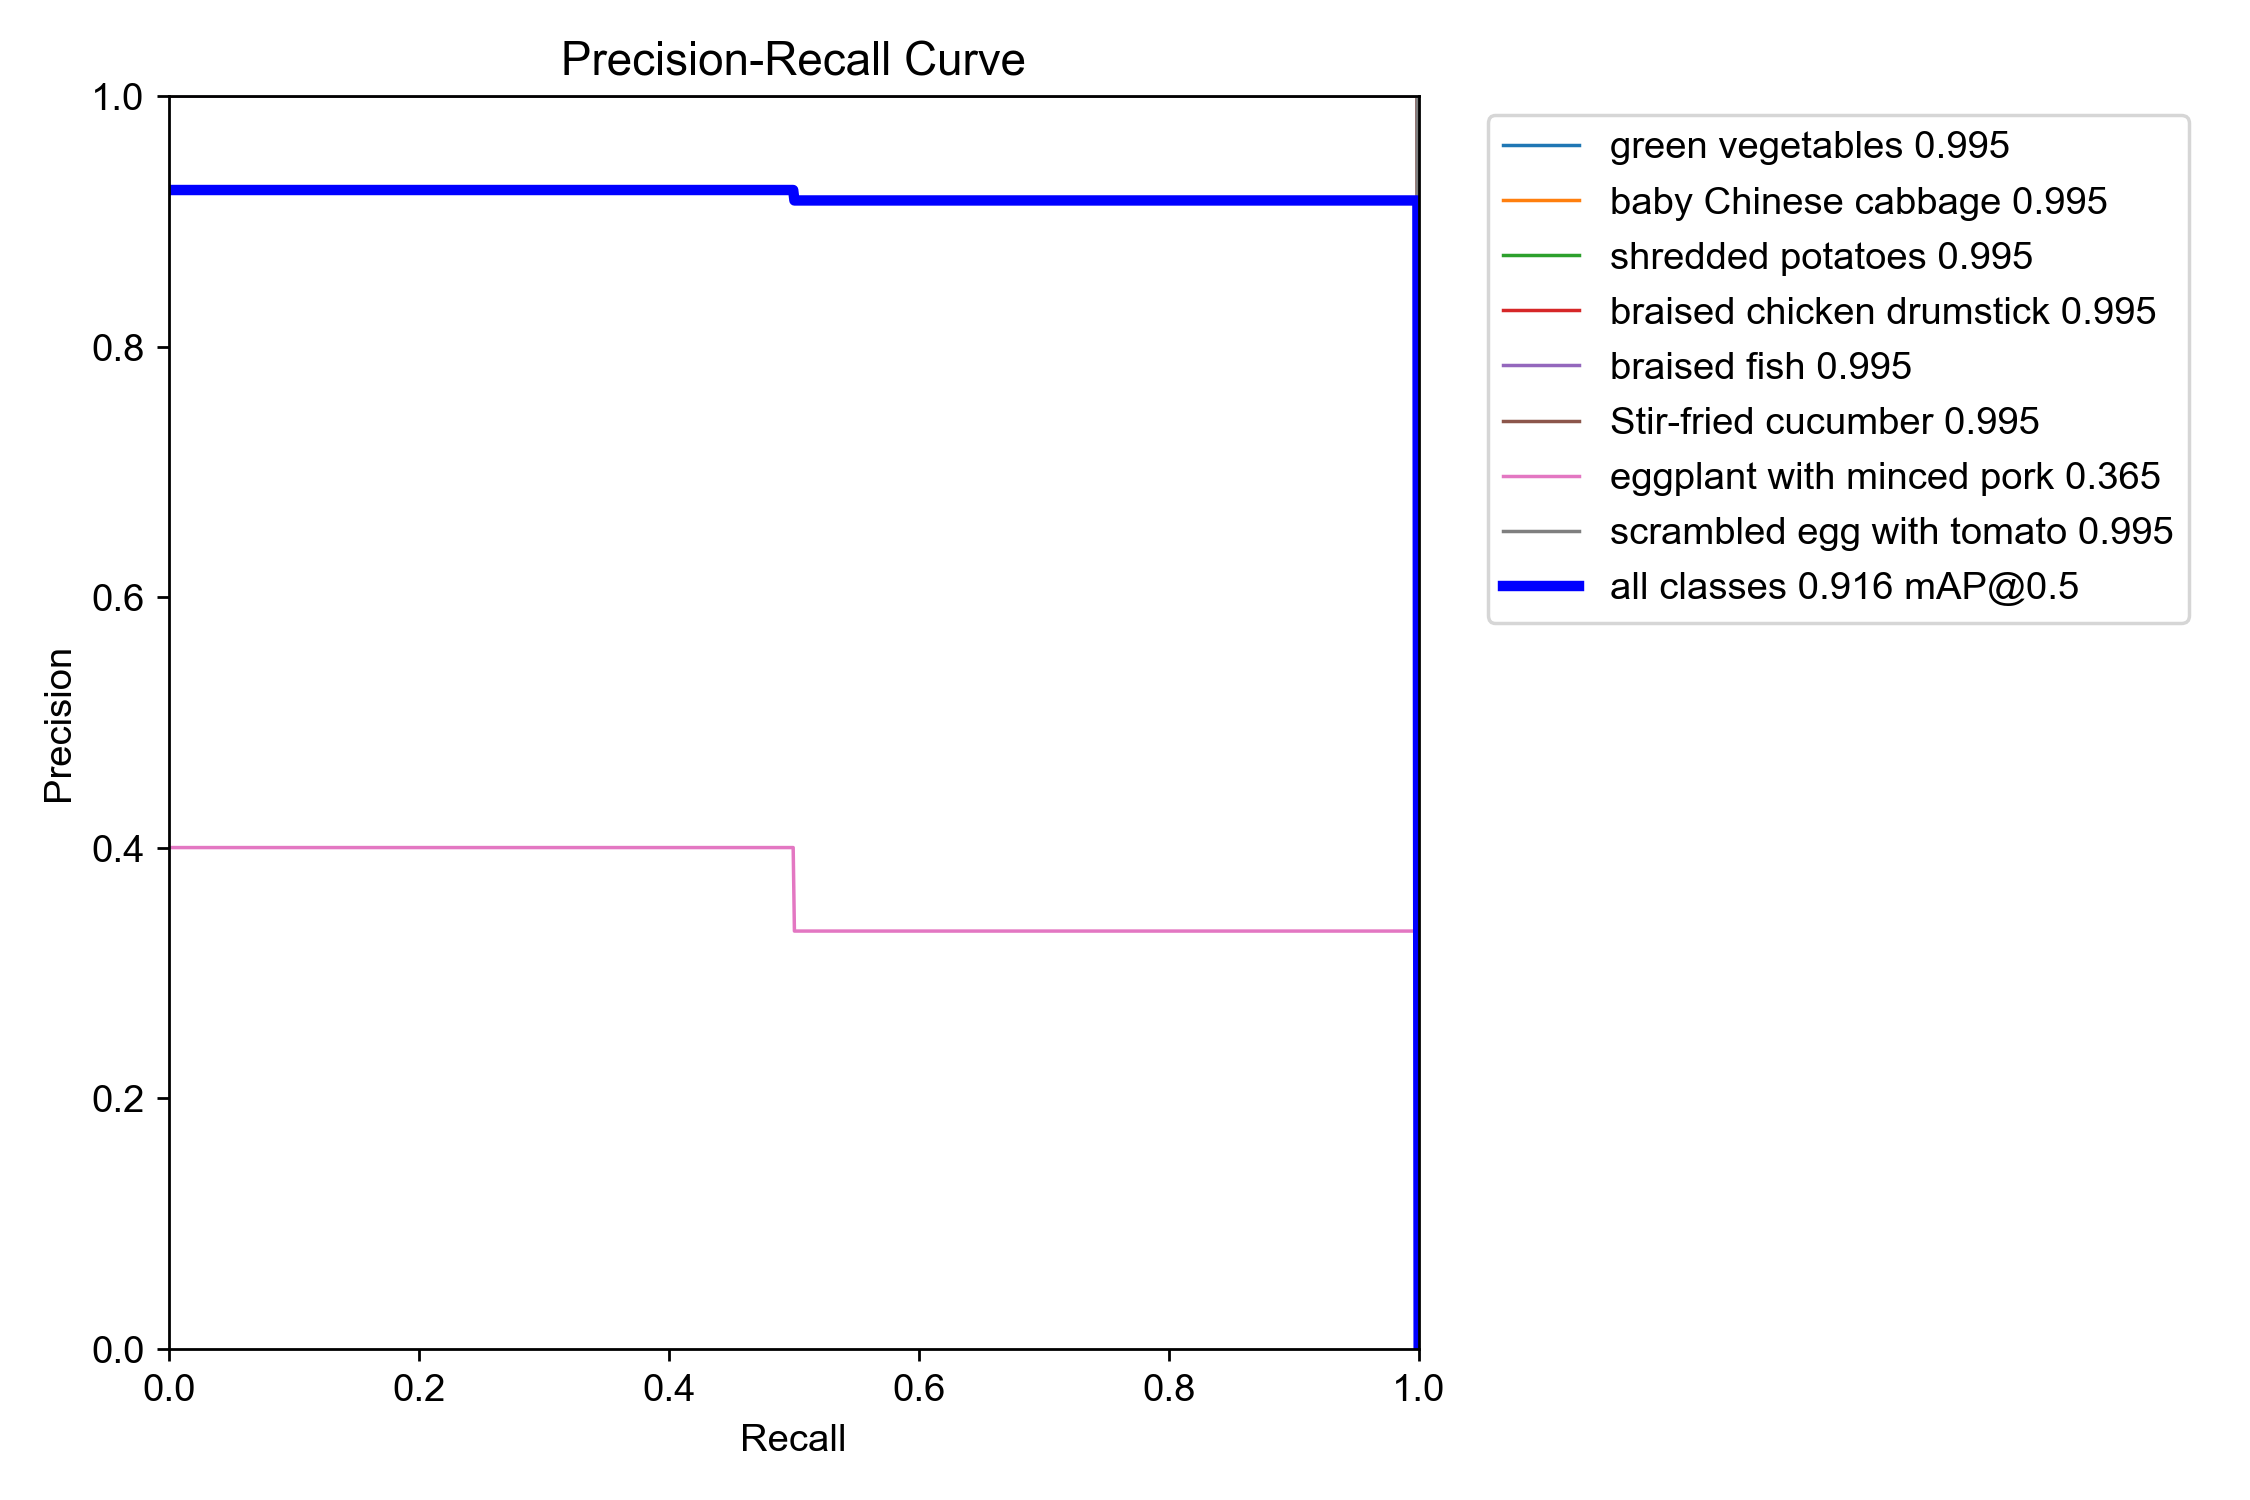 Precision-Recall Curve
1.0
0.8
0.6
0.4
0.2
0.0
Precision
0.0 0.2 0.4 0.6 0.8 1.0
Recall
green vegetables 0.995
baby Chinese cabbage 0.995
shredded potatoes 0.995
braised chicken drumstick 0.995
braised fish 0.995
Stir-fried cucumber 0.995
eggplant with minced pork 0.365
scrambled egg with tomato 0.995
all classes 0.916 mAP@0.5